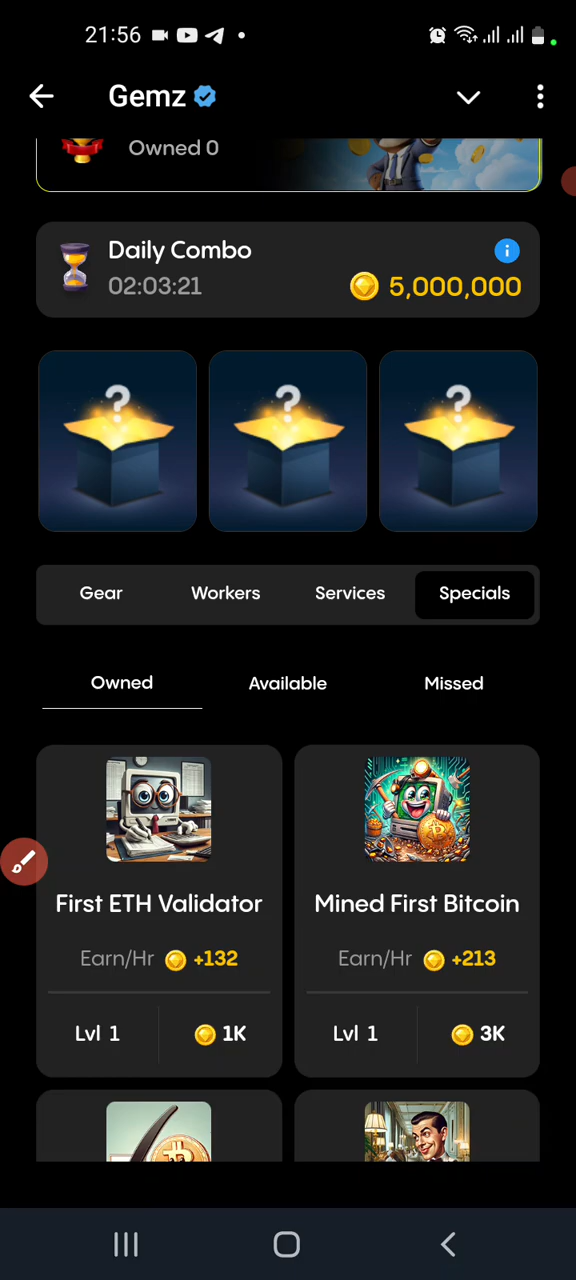 21:56
Gemz
Owned 0
Daily Combo
02:03:21
5,000,000
? ? ?
Gear Workers Services Specials
Owned Available Missed
First ETH Validator Mined First Bitcoin
Earn/Hr +132 Earn/Hr +213
Lvl 1 1K Lvl 1 3K